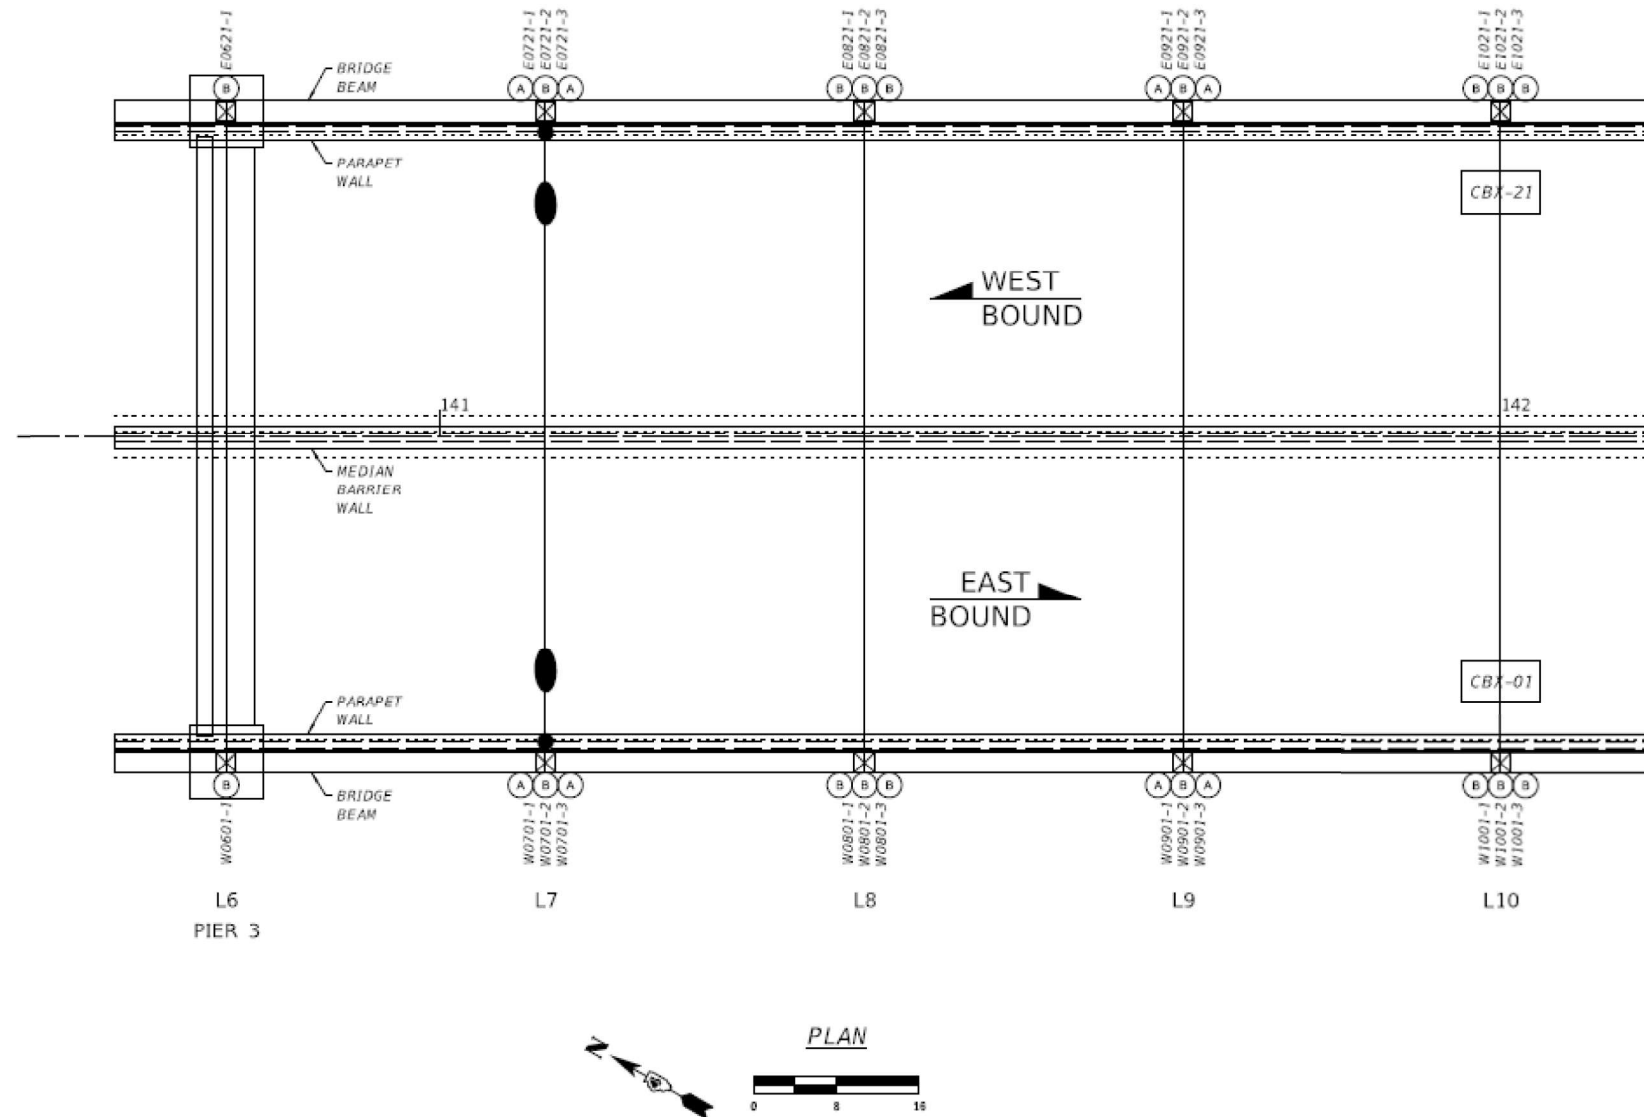 E0621-1
E0721-1
E0721-2
E0721-3
E0821-1
E0821-2
E0821-3
E0921-1
E0921-2
E0921-3
E1021-1
E1021-2
E1021-3
B
A B A
B B B
A B A
B B B
BRIDGE
BEAM
PARAPET
WALL
CBX-21
WEST
BOUND
141
142
MEDIAN
BARRIER
WALL
EAST
BOUND
CBX-01
PARAPET
WALL
BRIDGE
BEAM
B
A B A
B B B
A B A
B B B
W0601-1
W0701-1
W0701-2
W0701-3
W0801-1
W0801-2
W0801-3
W0901-1
W0901-2
W0901-3
W1001-1
W1001-2
W1001-3
L6
L7
L8
L9
L10
PIER 3
PLAN
N
0 8 16